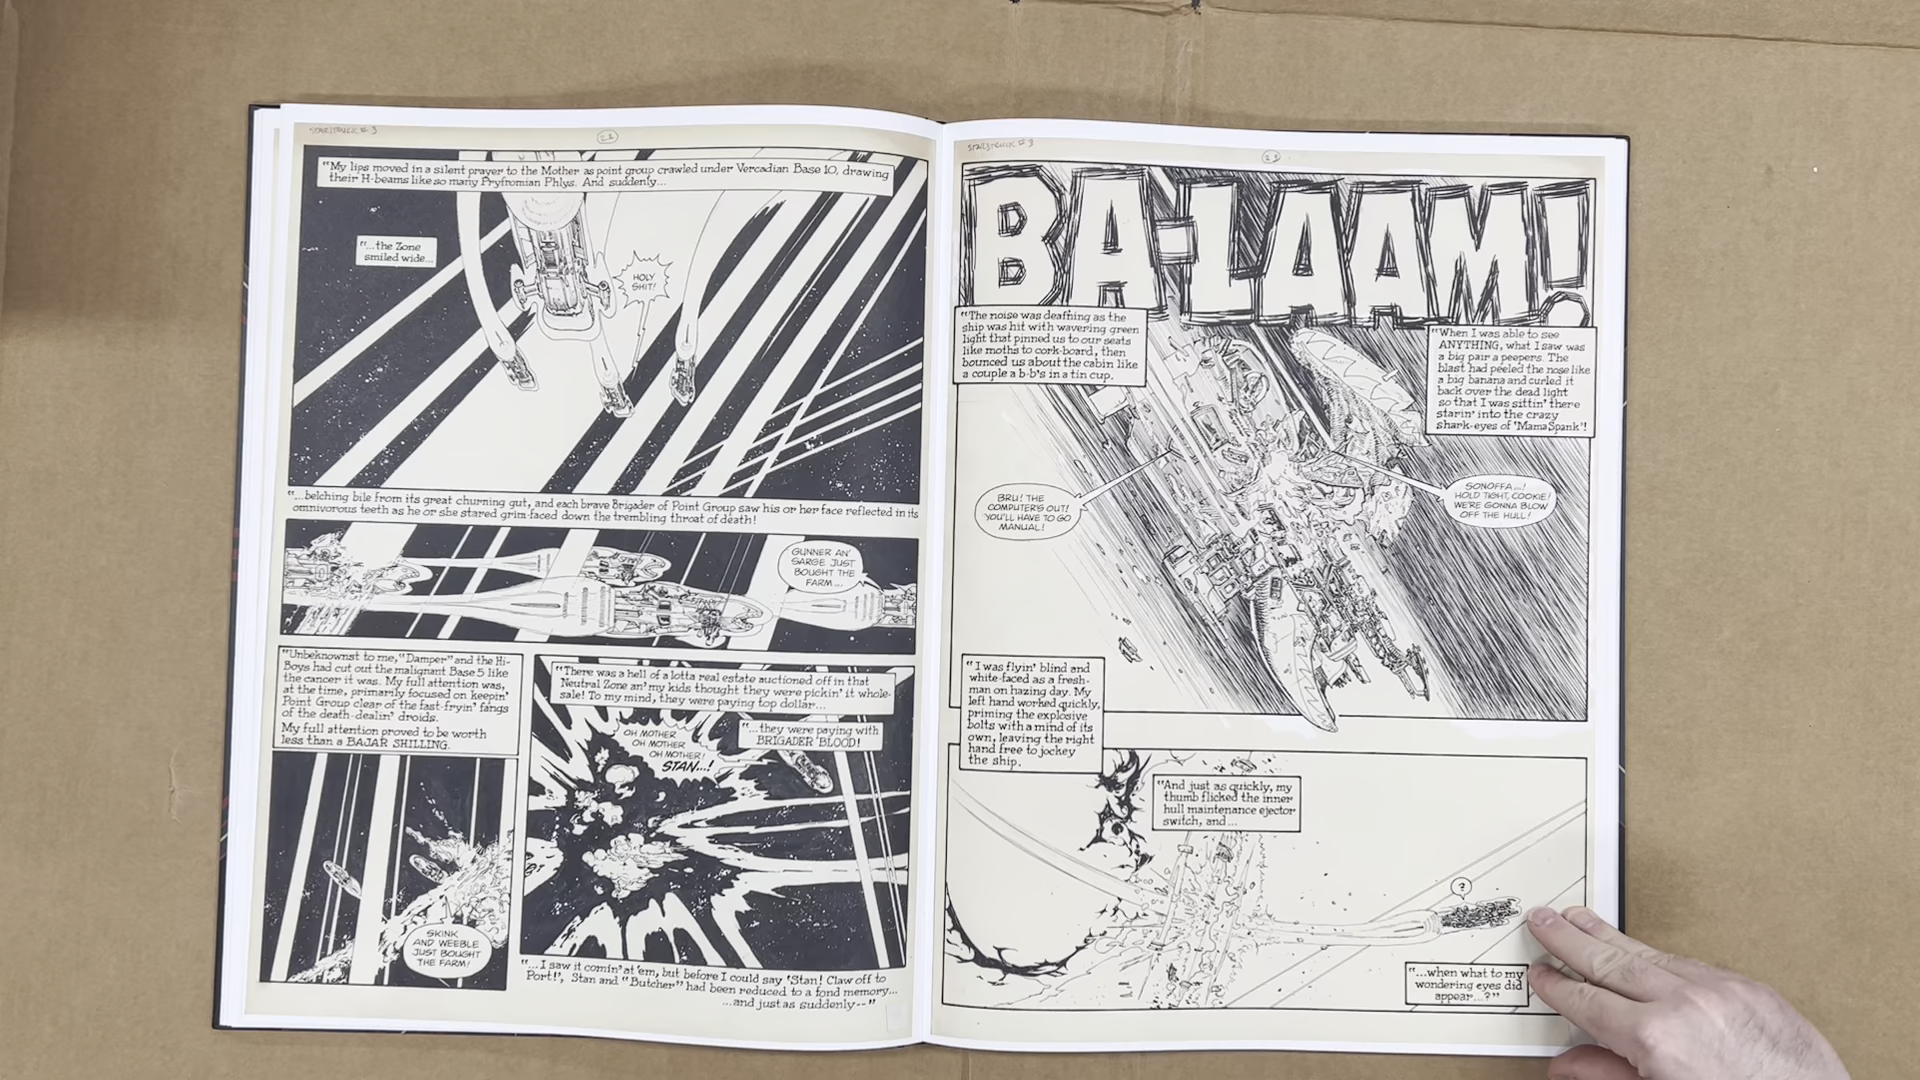 STARSTRUCK # 3
22
"My lips moved in a silent prayer to the Mother as point group crawled under Vercadian Base 10, drawing
their H-beams like so many Pryfromian Phlys. And suddenly...
"...the Zone
smiled wide...
HOLY
SHIT!
"...belching bile from its great churning gut, and each brave Brigader of Point Group saw his or her face reflected in its
omnivorous teeth as he or she stared grim-faced down the trembling throat of death!
GUNNER AN'
SARGE JUST
BOUGHT THE
FARM...
"Unbeknownst to me, "Damper" and the Hi-
Boys had cut out the malignant Base 5 like
the cancer it was. My full attention was,
at the time, primarily focused on keepin'
Point Group clear of the fast-fryin' fangs
of the death-dealin' droids.
My full attention proved to be worth
less than a BAJAR SHILLING.
SKINK
AND WEEBLE
JUST BOUGHT
THE FARM!
"There was a hell of a lotta real estate auctioned off in that
Neutral Zone an' my kids thought they were pickin' it whole-
sale! To my mind, they were paying top dollar...
"...they were paying with
BRIGADER BLOOD!
OH MOTHER
OH MOTHER
OH MOTHER!
STAN...!
"...I saw it comin' at 'em, but before I could say 'Stan! Claw off to
Port!', Stan and "Butcher" had been reduced to a fond memory...
...and just as suddenly--"
STARSTRUCK # 3
23
BA-LAAM!
"The noise was deafning as the
ship was hit with wavering green
light that pinned us to our seats
like moths to cork-board, then
bounced us about the cabin like
a couple a b-b's in a tin cup.
"When I was able to see
ANYTHING, what I saw was
a big pair a peepers. The
blast had peeled the nose like
a big banana and curled it
back over the dead light
so that I was sittin' there
starin' into the crazy
shark-eyes of 'Mama Spank'!
BRU! THE
COMPUTER'S OUT!
YOU'LL HAVE TO GO
MANUAL!
SONOFFA...!
HOLD TIGHT, COOKIE!
WE'RE GONNA BLOW
OFF THE HULL!
"I was flyin' blind and
white-faced as a fresh-
man on hazing day. My
left hand worked quickly,
priming the explosive
bolts with a mind of its
own, leaving the right
hand free to jockey
the ship.
"And just as quickly, my
thumb flicked the inner
hull maintenance ejector
switch, and...
?
"...when what to my
wondering eyes did
appear...?"